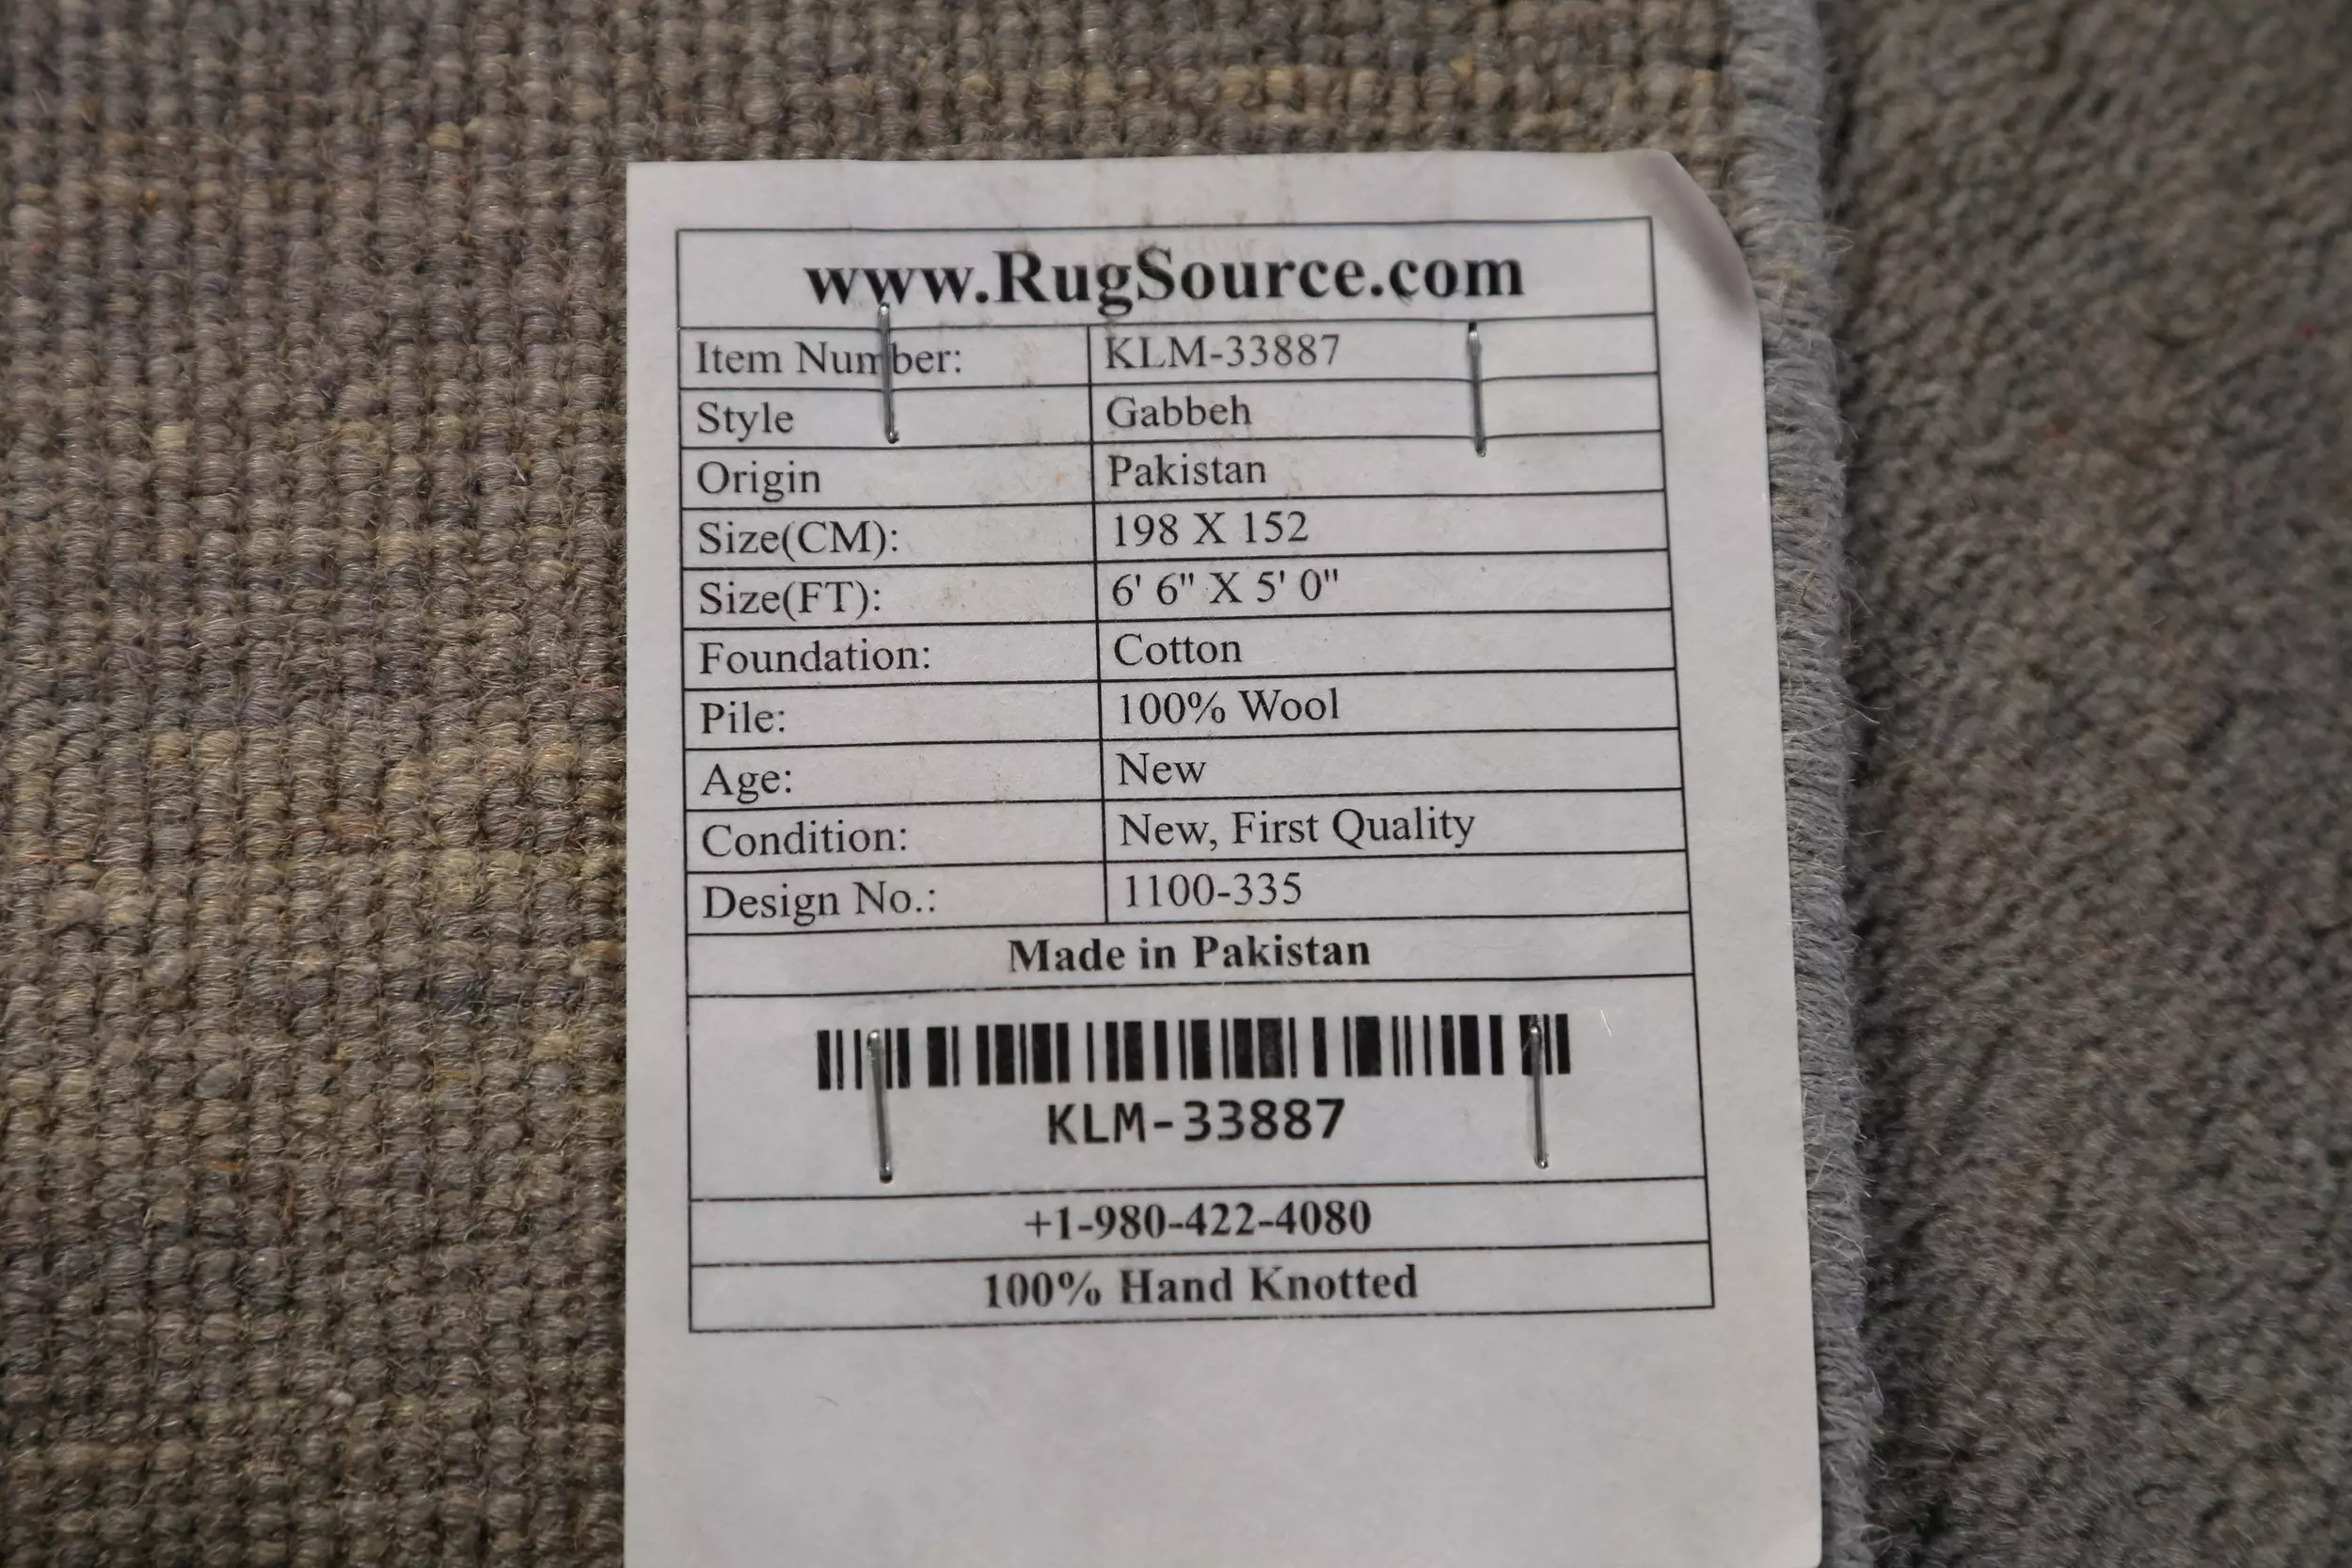 www.RugSource.com
Item Number: KLM-33887
Style Gabbeh
Origin Pakistan
Size(CM): 198 X 152
Size(FT): 6' 6" X 5' 0"
Foundation: Cotton
Pile: 100% Wool
Age: New
Condition: New, First Quality
Design No.: 1100-335
Made in Pakistan
KLM-33887
+1-980-422-4080
100% Hand Knotted